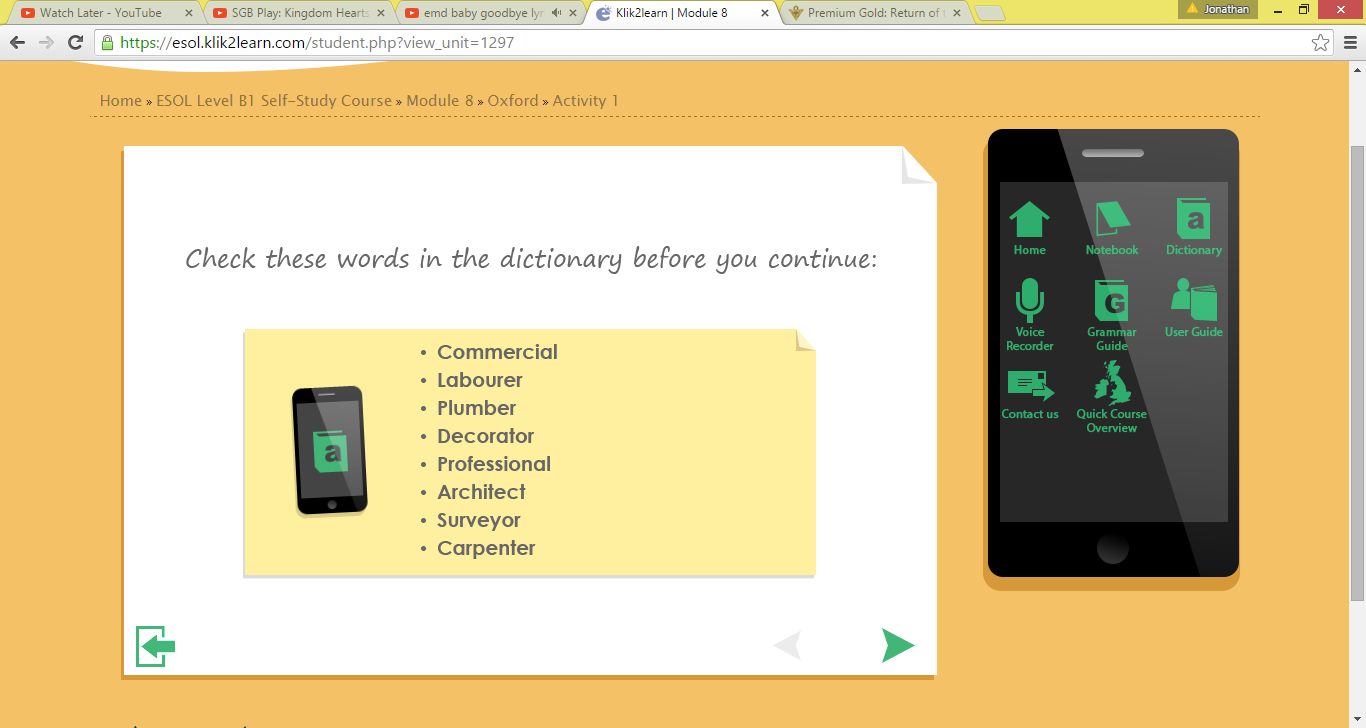 Watch Later - YouTube
SGB Play: Kingdom Hearts
emd baby goodbye lyr
Klik2learn | Module 8
Premium Gold: Return of t
Jonathan
https://esol.klik2learn.com/student.php?view_unit=1297
Home » ESOL Level B1 Self-Study Course » Module 8 » Oxford » Activity 1
Check these words in the dictionary before you continue:
• Commercial
• Labourer
• Plumber
• Decorator
• Professional
• Architect
• Surveyor
• Carpenter
a
a
Home
Notebook
Dictionary
G
Voice
Recorder
Grammar
Guide
User Guide
Contact us
Quick Course
Overview